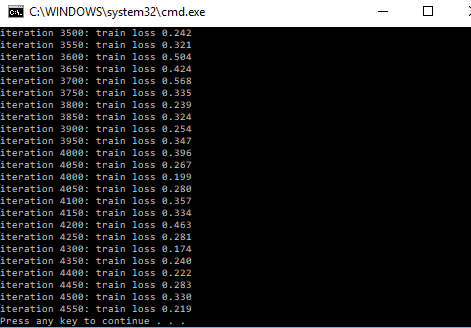 C:\WINDOWS\system32\cmd.exe
iteration 3500: train loss 0.242
iteration 3550: train loss 0.321
iteration 3600: train loss 0.504
iteration 3650: train loss 0.424
iteration 3700: train loss 0.568
iteration 3750: train loss 0.335
iteration 3800: train loss 0.239
iteration 3850: train loss 0.324
iteration 3900: train loss 0.254
iteration 3950: train loss 0.347
iteration 4000: train loss 0.396
iteration 4050: train loss 0.267
iteration 4000: train loss 0.199
iteration 4050: train loss 0.280
iteration 4100: train loss 0.357
iteration 4150: train loss 0.334
iteration 4200: train loss 0.463
iteration 4250: train loss 0.281
iteration 4300: train loss 0.174
iteration 4350: train loss 0.240
iteration 4400: train loss 0.222
iteration 4450: train loss 0.283
iteration 4500: train loss 0.330
iteration 4550: train loss 0.219
Press any key to continue . . .